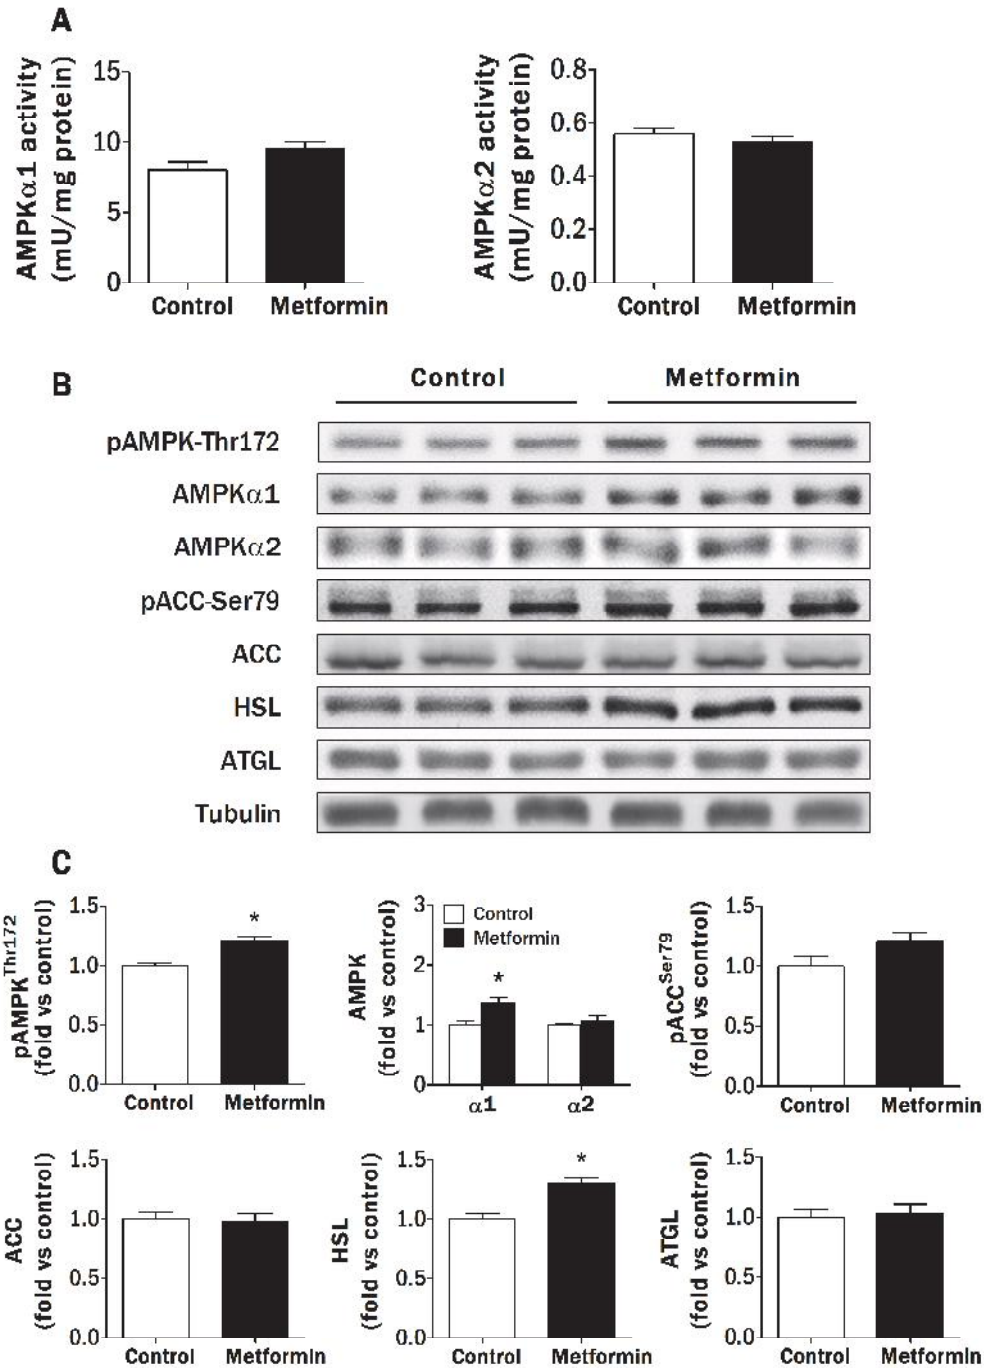 A
AMPKα1 activity
(mU/mg protein)
15
10
5
0
Control Metformin
AMPKα2 activity
(mU/mg protein)
0.8
0.6
0.4
0.2
0.0
Control Metformin
B
Control Metformin
pAMPK-Thr172
AMPKα1
AMPKα2
pACC-Ser79
ACC
HSL
ATGL
Tubulin
C
pAMPKThr172
(fold vs control)
1.5
1.0
0.5
0.0
*
Control Metformin
AMPK
(fold vs control)
3
2
1
0
Control
Metformin
*
α1 α2
pACCSer79
(fold vs control)
1.5
1.0
0.5
0.0
Control Metformin
ACC
(fold vs control)
1.5
1.0
0.5
0.0
Control Metformin
HSL
(fold vs control)
1.5
1.0
0.5
0.0
*
Control Metformin
ATGL
(fold vs control)
1.5
1.0
0.5
0.0
Control Metformin